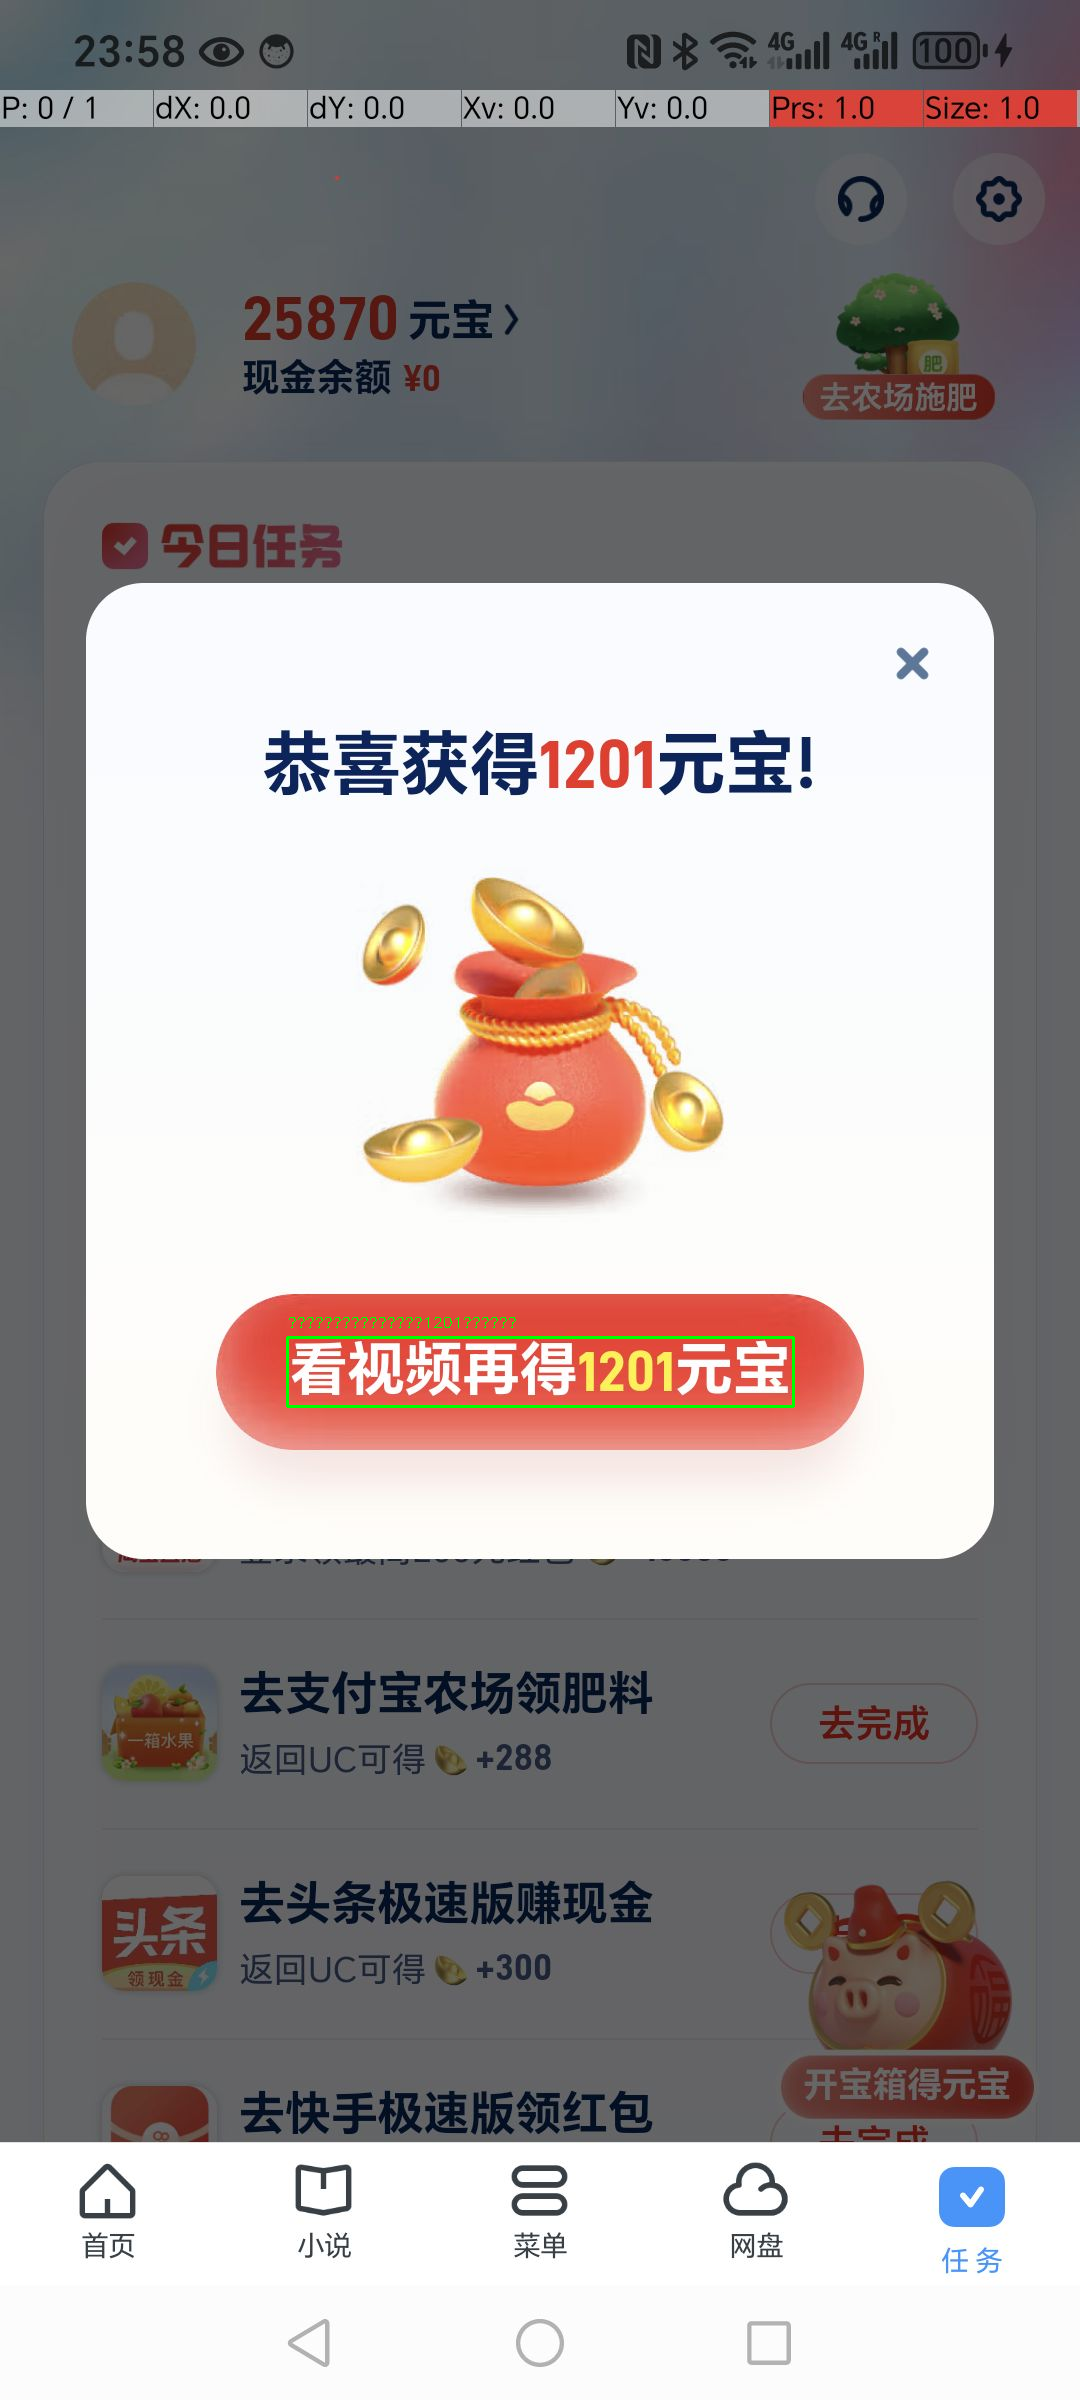 23:58
4G 4G R 100
P: 0 / 1 dX: 0.0 dY: 0.0 Xv: 0.0 Yv: 0.0 Prs: 1.0 Size: 1.0
25870 元宝
现金余额 ¥0
肥
去农场施肥
今日任务
恭喜获得1201元宝!
???????????????1201??????
看视频再得1201元宝
去支付宝农场领肥料
一箱水果
返回UC可得 +288
去完成
去头条极速版赚现金
头条
领现金
返回UC可得 +300
福
开宝箱得元宝
去快手极速版领红包
去完成
首页 小说 菜单 网盘 任务